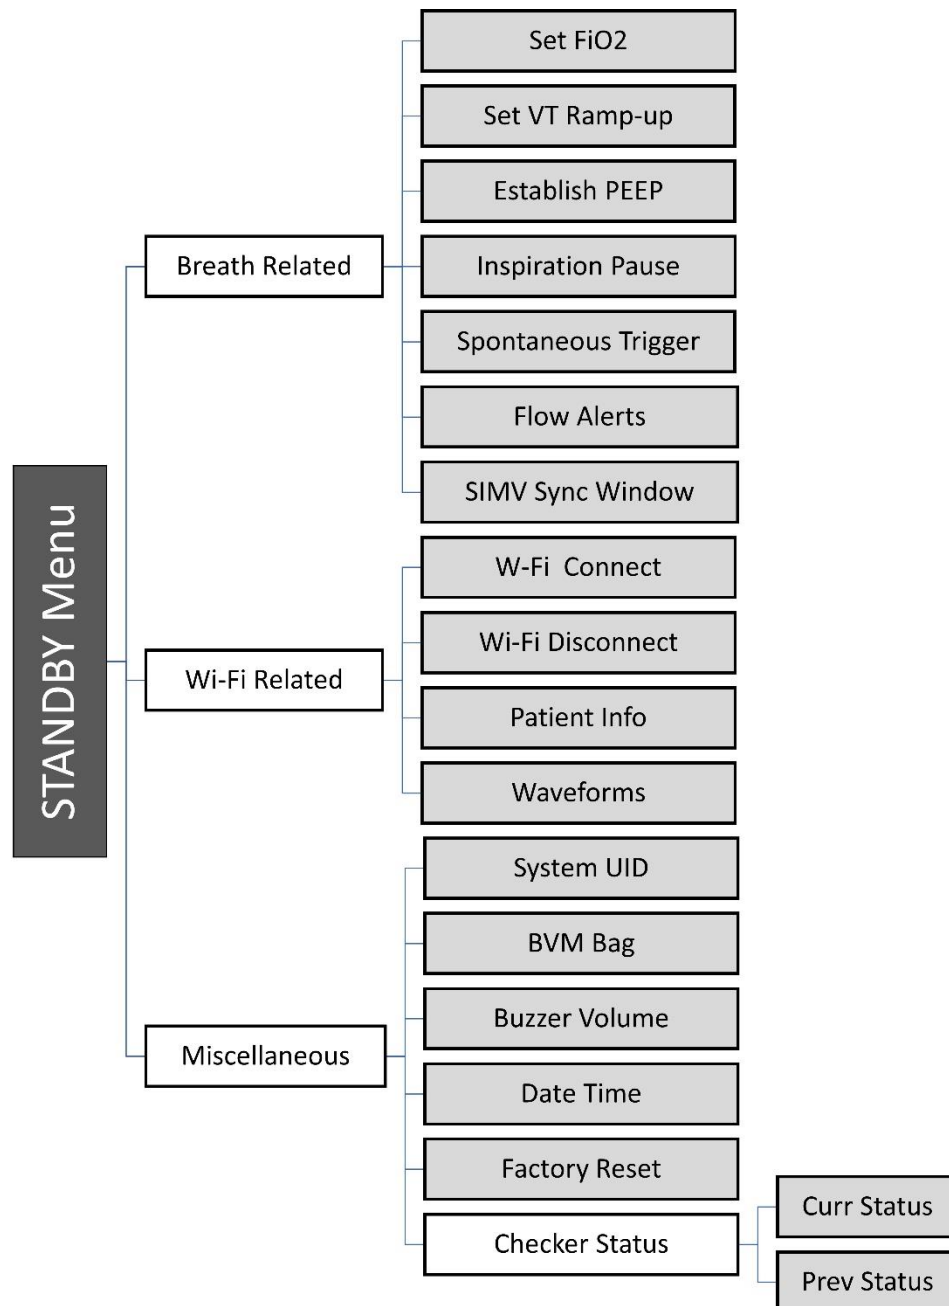 STANDBY Menu
Breath Related
Set FiO2
Set VT Ramp-up
Establish PEEP
Inspiration Pause
Spontaneous Trigger
Flow Alerts
SIMV Sync Window
Wi-Fi Related
W-Fi Connect
Wi-Fi Disconnect
Patient Info
Waveforms
Miscellaneous
System UID
BVM Bag
Buzzer Volume
Date Time
Factory Reset
Checker Status
Curr Status
Prev Status